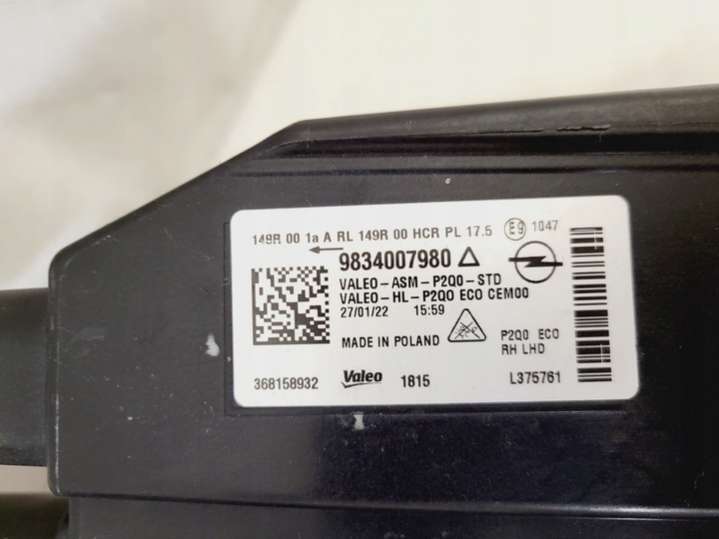 149R 00 1a A RL 149R 00 HCR PL 17.5 E9 1047
9834007980
VALEO-ASM-P2Q0-STD
VALEO-HL-P2Q0 ECO CEM00
27/01/22 15:59
MADE IN POLAND
P2Q0 ECO
RH LHD
368158932 Valeo 1815 L375761